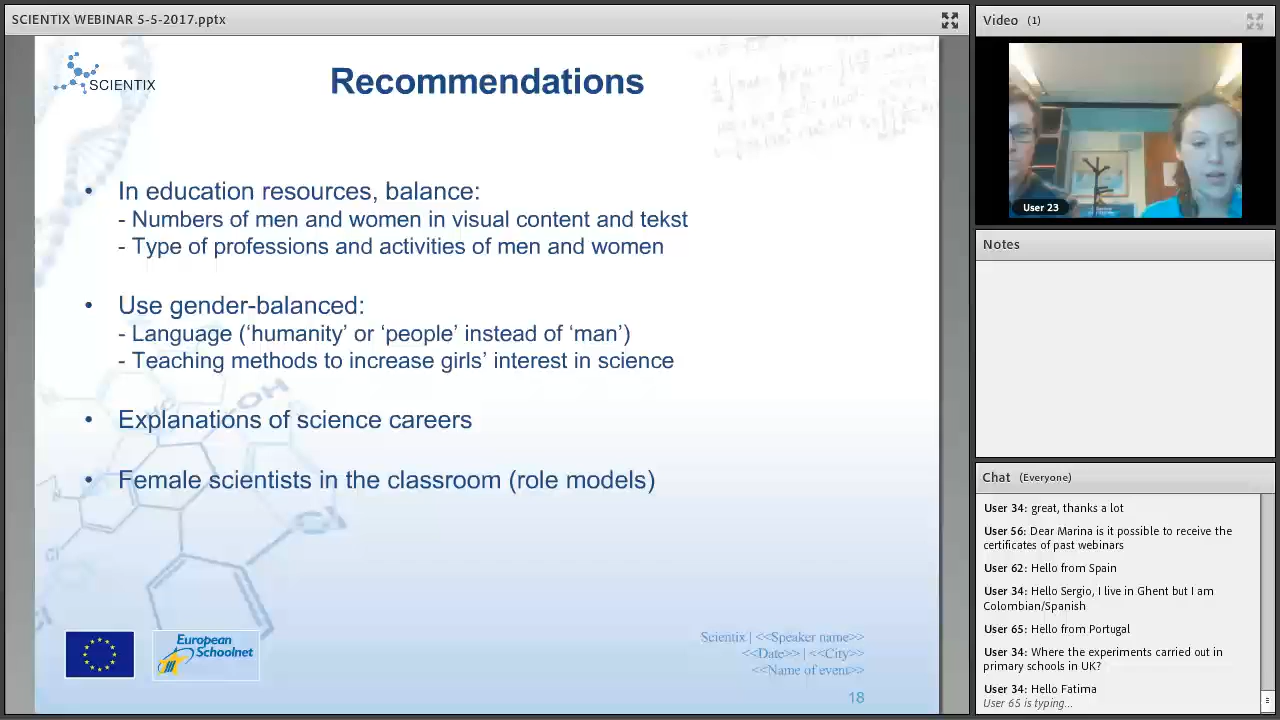 SCIENTIX WEBINAR 5-5-2017.pptx
SCIENTIX
Recommendations
• In education resources, balance:
- Numbers of men and women in visual content and tekst
- Type of professions and activities of men and women
• Use gender-balanced:
- Language (‘humanity’ or ‘people’ instead of ‘man’)
- Teaching methods to increase girls’ interest in science
• Explanations of science careers
• Female scientists in the classroom (role models)
OH
Cl
European
Schoolnet
Scientix | <<Speaker name>>
<<Date>> | <<City>>
<<Name of event>>
18
Video (1)
User 23
Notes
Chat (Everyone)
User 34: great, thanks a lot
User 56: Dear Marina is it possible to receive the
certificates of past webinars
User 62: Hello from Spain
User 34: Hello Sergio, I live in Ghent but I am
Colombian/Spanish
User 65: Hello from Portugal
User 34: Where the experiments carried out in
primary schools in UK?
User 34: Hello Fatima
User 65 is typing...